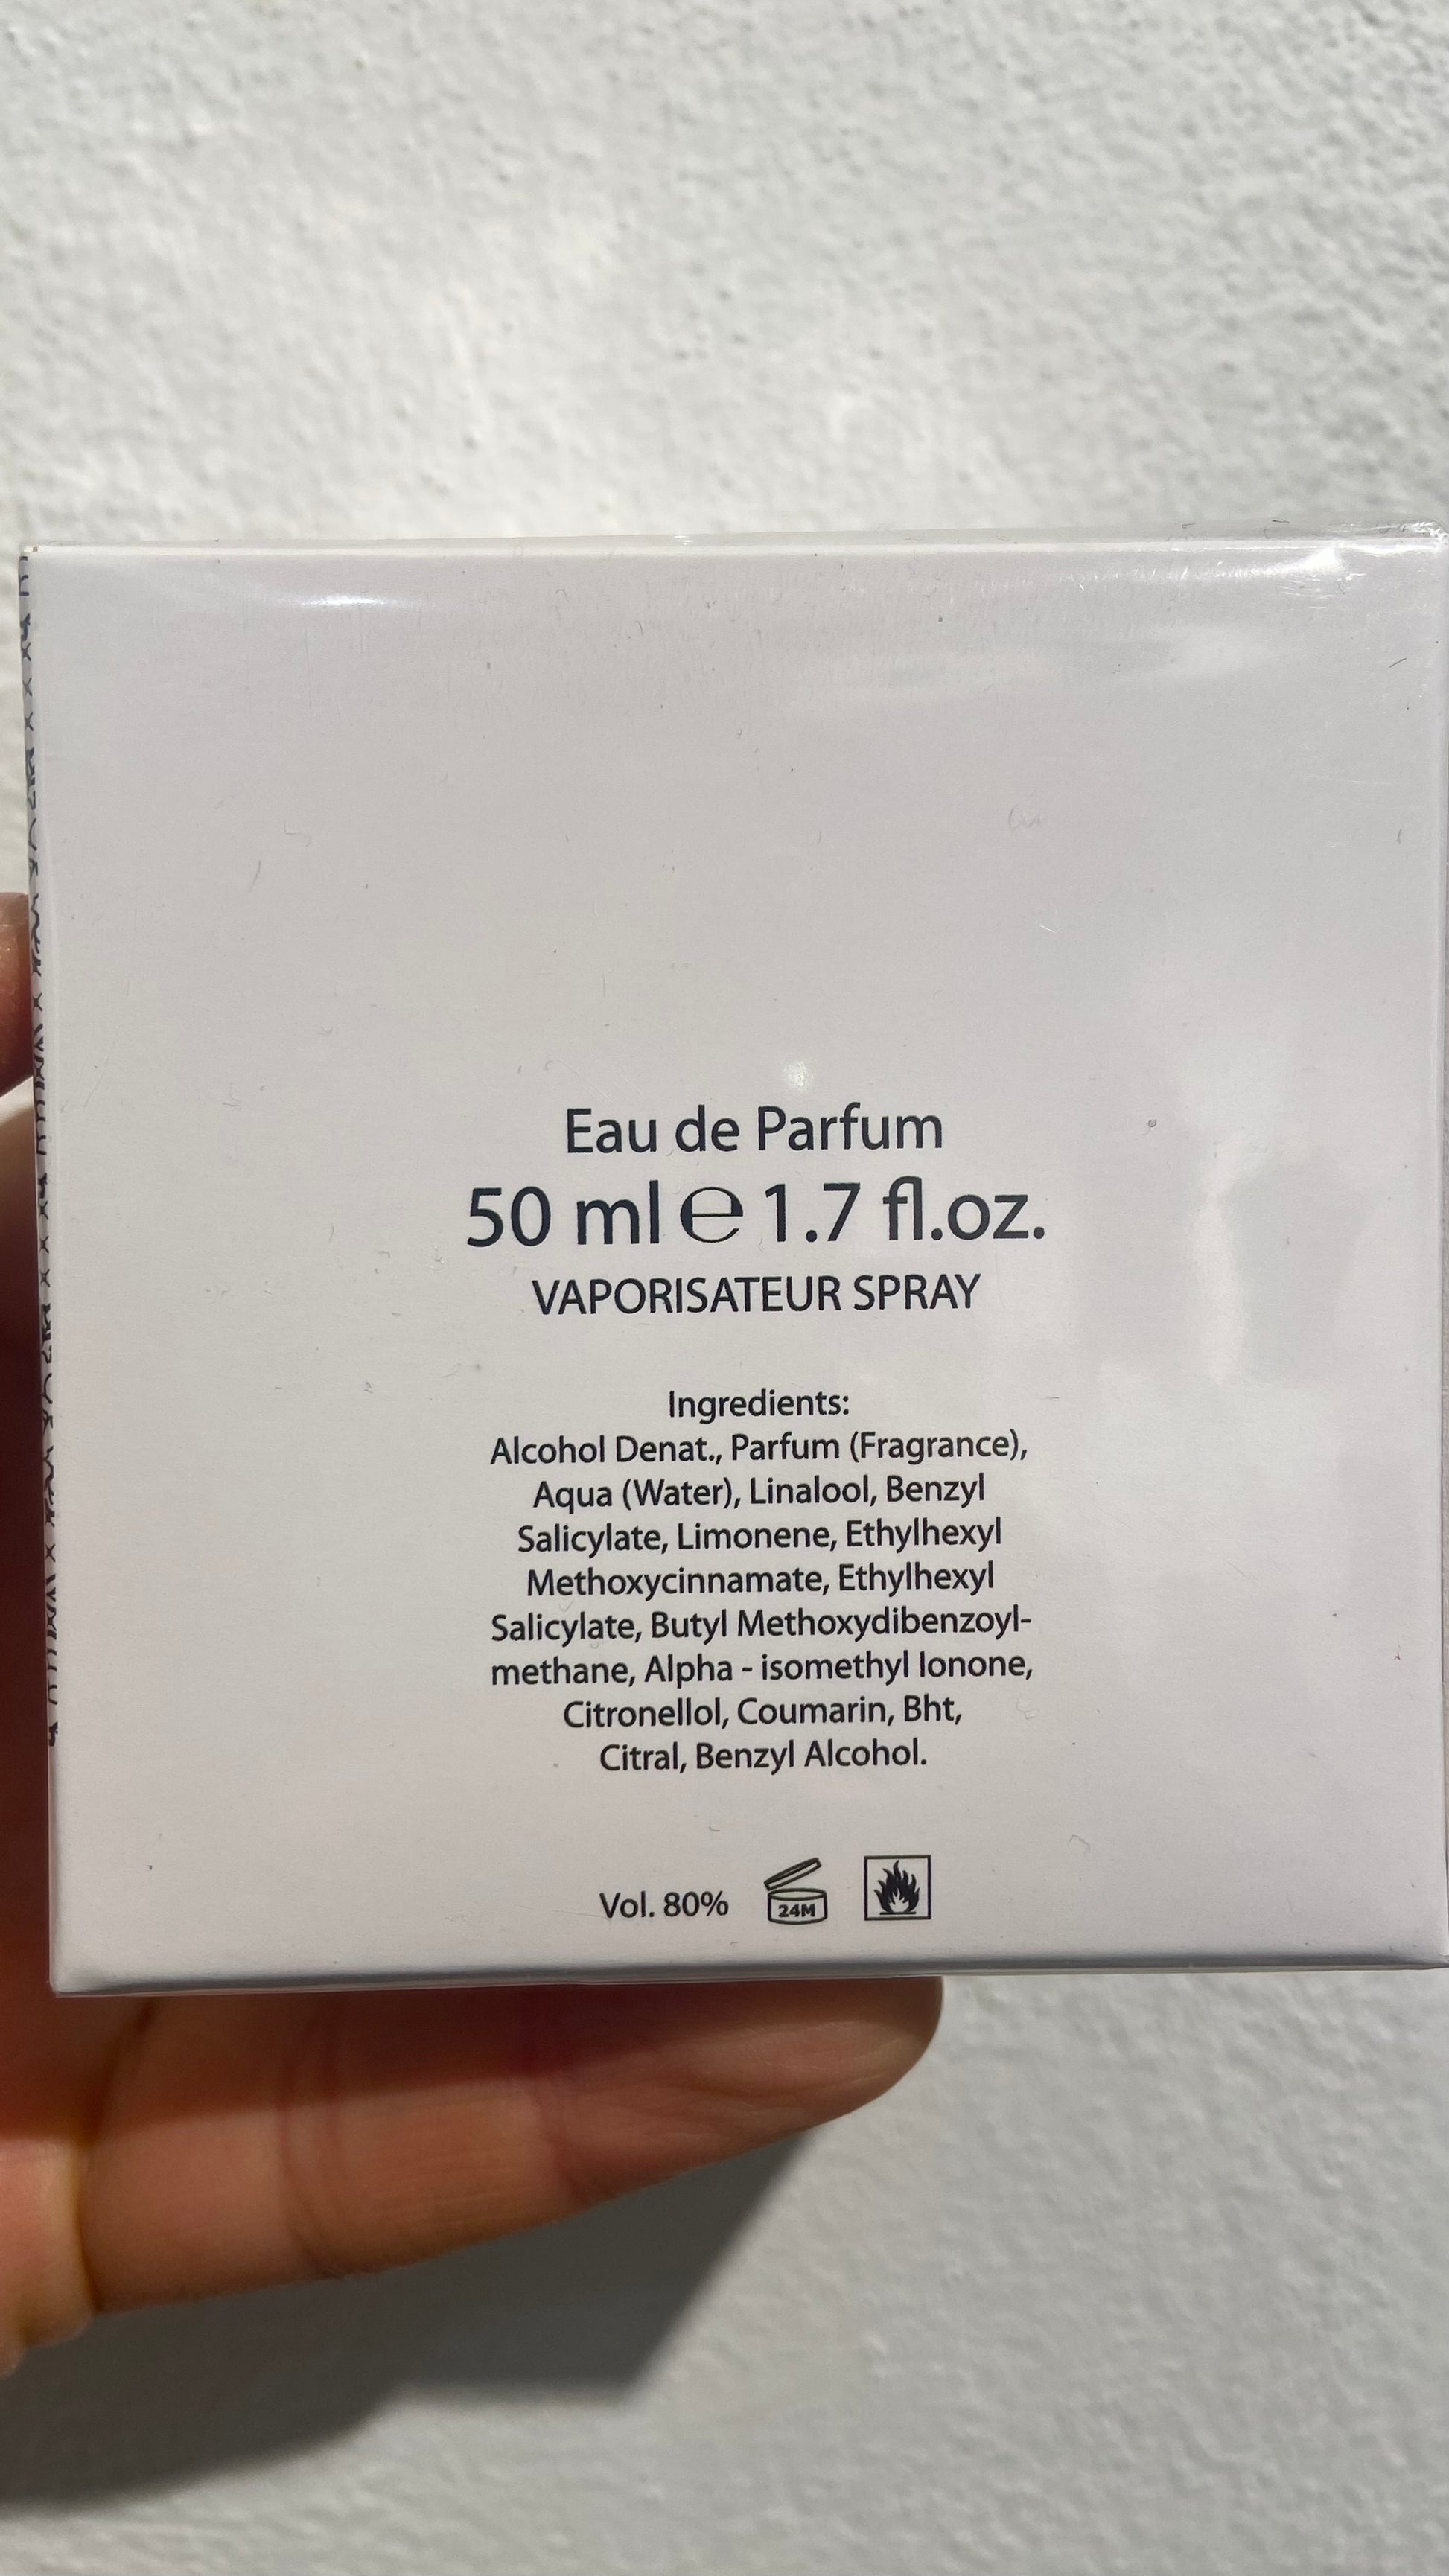 Eau de Parfum
50 ml ℮ 1.7 fl.oz.
VAPORISATEUR SPRAY
Ingredients:
Alcohol Denat., Parfum (Fragrance),
Aqua (Water), Linalool, Benzyl
Salicylate, Limonene, Ethylhexyl
Methoxycinnamate, Ethylhexyl
Salicylate, Butyl Methoxydibenzoyl-
methane, Alpha - isomethyl Ionone,
Citronellol, Coumarin, Bht,
Citral, Benzyl Alcohol.
Vol. 80% 24M